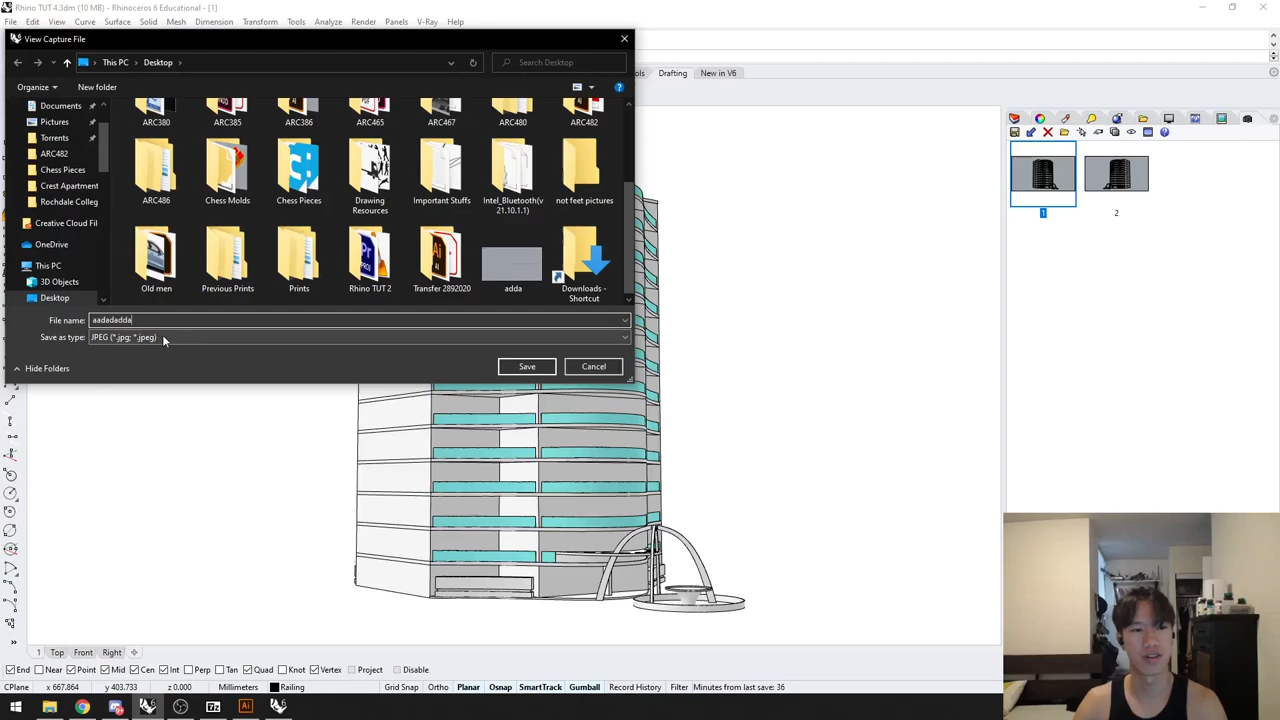 Rhino TUT 4.3dm (10 MB) - Rhinoceros 6 Educational
File Edit View Curve Surface Solid Mesh Dimension Transform Tools Analyze Render Panels V-Ray Help
View Capture File
This PC > Desktop >
Search Desktop
Drafting New in V6
Organize New folder
Documents
Pictures
Torrents
ARC482
Chess Pieces
Crest Apartment
Rochdale Colleg
Creative Cloud Fil
OneDrive
This PC
3D Objects
Desktop
ARC380 ARC385 ARC386 ARC465 ARC467 ARC480 ARC482
ARC486 Chess Molds Chess Pieces Drawing Resources Important Stuffs Intel_Bluetooth(v21.10.1.1) not feet pictures
Old men Previous Prints Prints Rhino TUT 2 Transfer 2892020 adda Downloads - Shortcut
File name: aadadadda
Save as type: JPEG (*.jpg; *.jpeg)
Hide Folders
Save Cancel
1 2
1 Top Front Right
End Near Point Mid Cen Int Perp Tan Quad Knot Vertex Project Disable
CPlane x 667.864 y 403.733 z 0.000 Millimeters Railing Grid Snap Ortho Planar Osnap SmartTrack Gumball Record History Filter Minutes from last save: 36